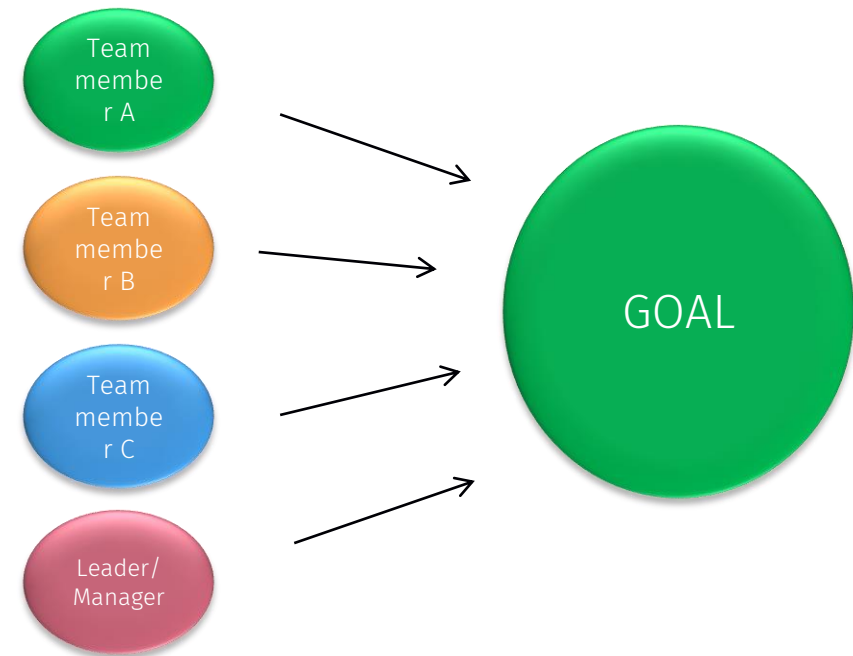 Team
membe
r A
Team
membe
r B
GOAL
Team
membe
r C
Leader/
Manager